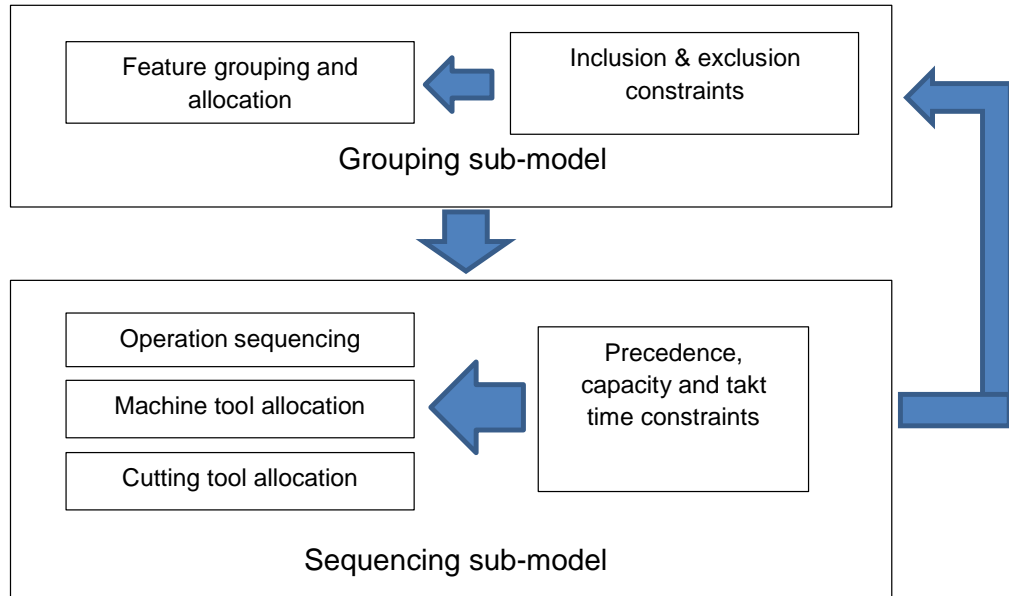 Feature grouping and
allocation
Inclusion & exclusion
constraints
Grouping sub-model
Operation sequencing
Machine tool allocation
Cutting tool allocation
Precedence,
capacity and takt
time constraints
Sequencing sub-model